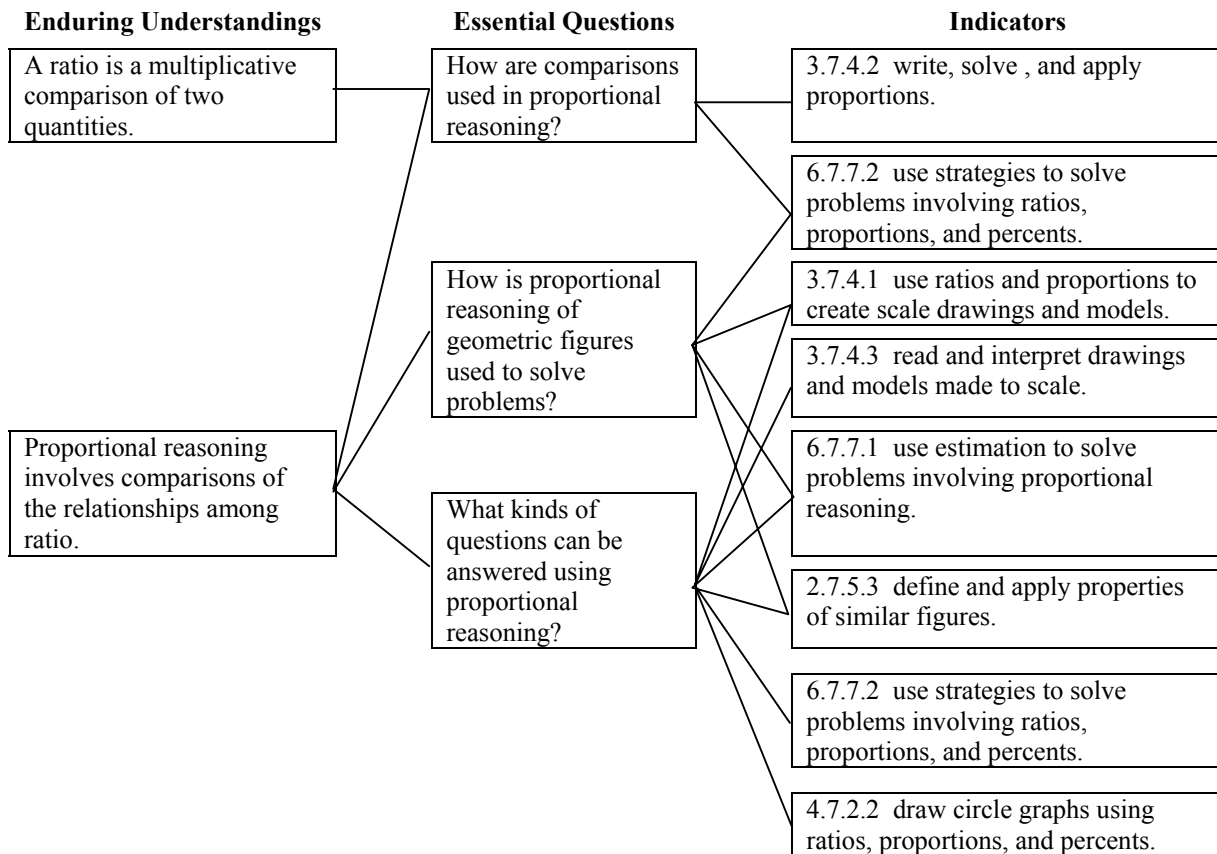 Enduring Understandings
A ratio is a multiplicative
comparison of two
quantities.
Proportional reasoning
involves comparisons of
the relationships among
ratio.
Essential Questions
How are comparisons
used in proportional
reasoning?
How is proportional
reasoning of
geometric figures
used to solve
problems?
What kinds of
questions can be
answered using
proportional
reasoning?
Indicators
3.7.4.2 write, solve , and apply
proportions.
6.7.7.2 use strategies to solve
problems involving ratios,
proportions, and percents.
3.7.4.1 use ratios and proportions to
create scale drawings and models.
3.7.4.3 read and interpret drawings
and models made to scale.
6.7.7.1 use estimation to solve
problems involving proportional
reasoning.
2.7.5.3 define and apply properties
of similar figures.
6.7.7.2 use strategies to solve
problems involving ratios,
proportions, and percents.
4.7.2.2 draw circle graphs using
ratios, proportions, and percents.